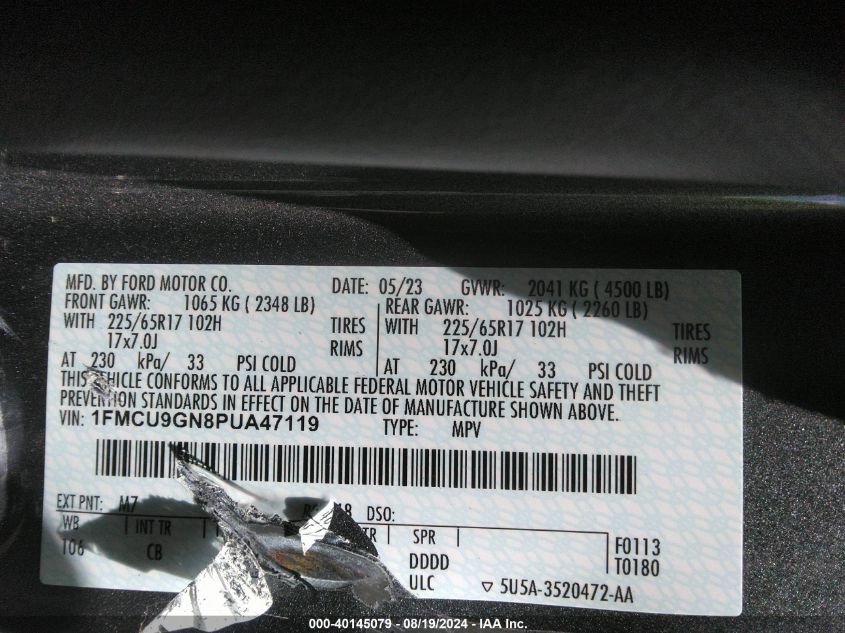 MFD. BY FORD MOTOR CO. DATE: 05/23 GVWR: 2041 KG ( 4500 LB)
FRONT GAWR: 1065 KG ( 2348 LB) REAR GAWR: 1025 KG ( 2260 LB)
WITH 225/65R17 102H TIRES WITH 225/65R17 102H TIRES
17x7.0J RIMS 17x7.0J RIMS
AT 230 kPa/ 33 PSI COLD AT 230 kPa/ 33 PSI COLD
THIS VEHICLE CONFORMS TO ALL APPLICABLE FEDERAL MOTOR VEHICLE SAFETY AND THEFT
PREVENTION STANDARDS IN EFFECT ON THE DATE OF MANUFACTURE SHOWN ABOVE.
VIN: 1FMCU9GN8PUA47119 TYPE: MPV
EXT PNT: M7 DSO:
WB INT TR SPR F0113
106 CB DDDD T0180
ULC 5U5A-3520472-AA
000-40145079 - 08/19/2024 - IAA Inc.